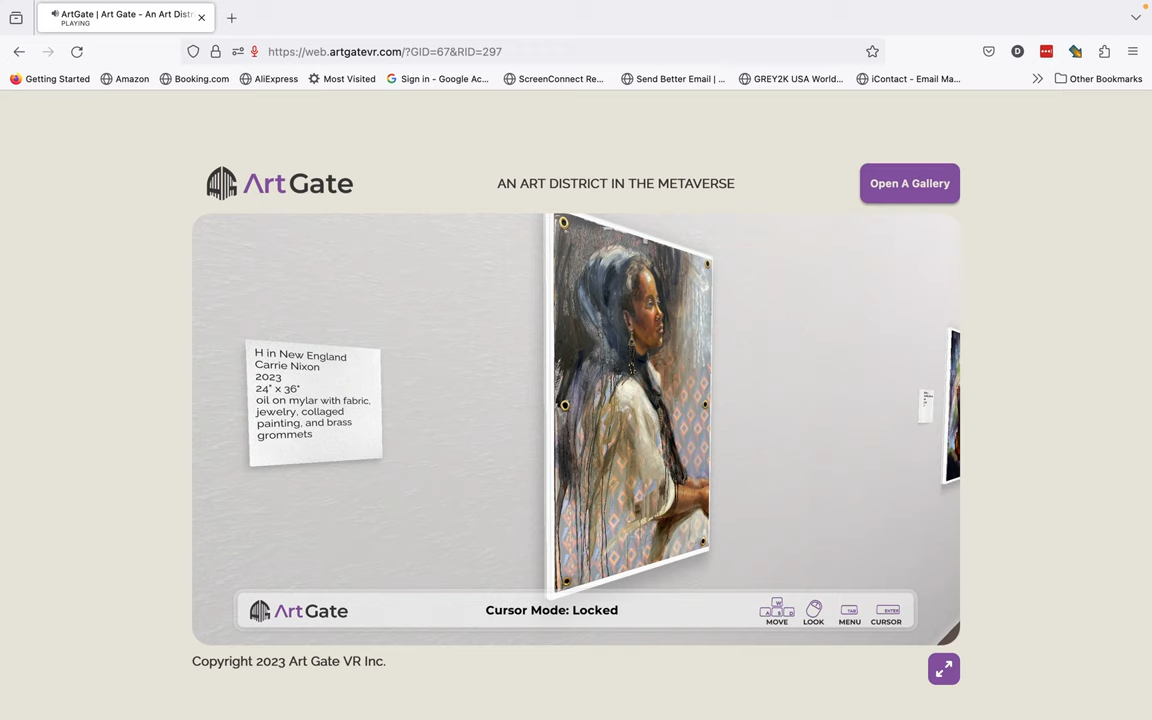 ArtGate | Art Gate - An Art Distr
PLAYING
https://web.artgatevr.com/?GID=67&RID=297
Getting Started Amazon Booking.com AliExpress Most Visited Sign in - Google Ac... ScreenConnect Re... Send Better Email | ... GREY2K USA World... iContact - Email Ma... Other Bookmarks
ArtGate AN ART DISTRICT IN THE METAVERSE Open A Gallery
H in New England
Carrie Nixon
2023
24" x 36"
oil on mylar with fabric,
jewelry, collaged
painting, and brass
grommets
ArtGate Cursor Mode: Locked
W
A S D TAB ENTER
MOVE LOOK MENU CURSOR
Copyright 2023 Art Gate VR Inc.